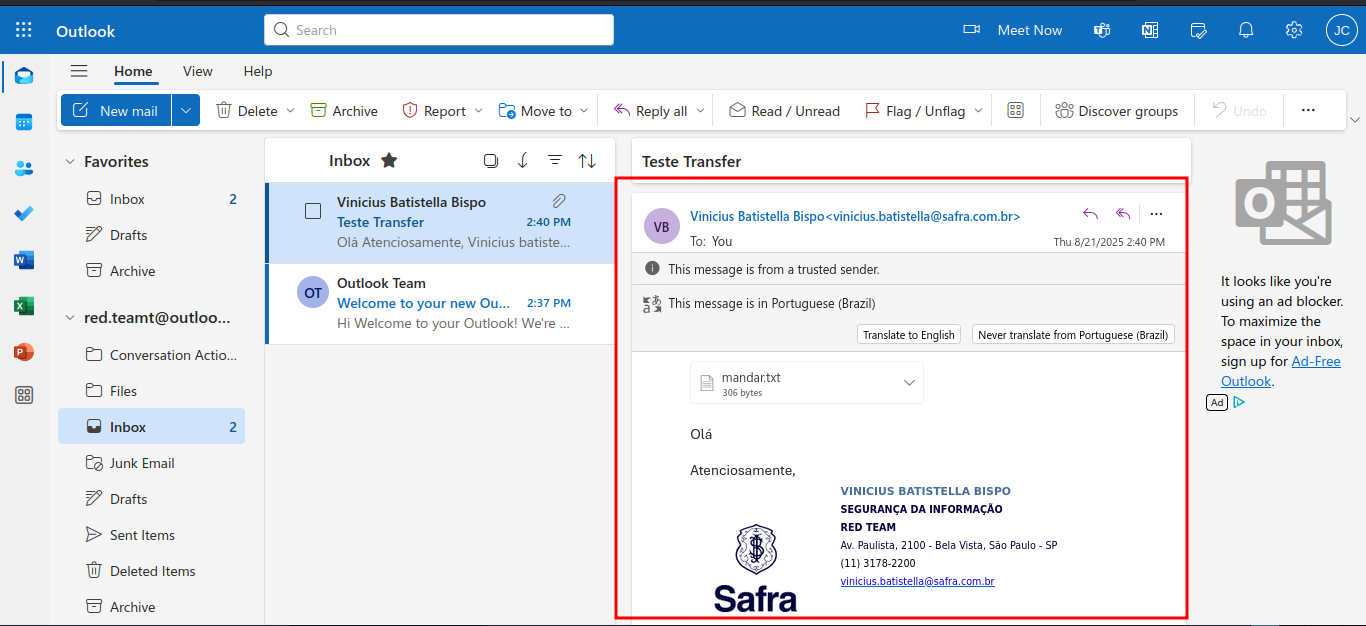 Outlook
Search
Meet Now
JC
Home
View
Help
New mail
Delete
Archive
Report
Move to
Reply all
Read / Unread
Flag / Unflag
Discover groups
Undo
Favorites
Inbox 2
Drafts
Archive
red.teamt@outloo...
Conversation Actio...
Files
Inbox 2
Junk Email
Drafts
Sent Items
Deleted Items
Archive
Inbox
Vinicius Batistella Bispo
Teste Transfer 2:40 PM
Olá Atenciosamente, Vinicius batiste...
OT
Outlook Team
Welcome to your new Ou... 2:37 PM
Hi Welcome to your Outlook! We're ...
Teste Transfer
VB
Vinicius Batistella Bispo<vinicius.batistella@safra.com.br>
To: You
Thu 8/21/2025 2:40 PM
This message is from a trusted sender.
This message is in Portuguese (Brazil)
Translate to English
Never translate from Portuguese (Brazil)
mandar.txt
306 bytes
Olá
Atenciosamente,
VINICIUS BATISTELLA BISPO
SEGURANÇA DA INFORMAÇÃO
RED TEAM
Av. Paulista, 2100 - Bela Vista, São Paulo - SP
(11) 3178-2200
vinicius.batistella@safra.com.br
Safra
It looks like you're
using an ad blocker.
To maximize the
space in your inbox,
sign up for Ad-Free
Outlook.
Ad